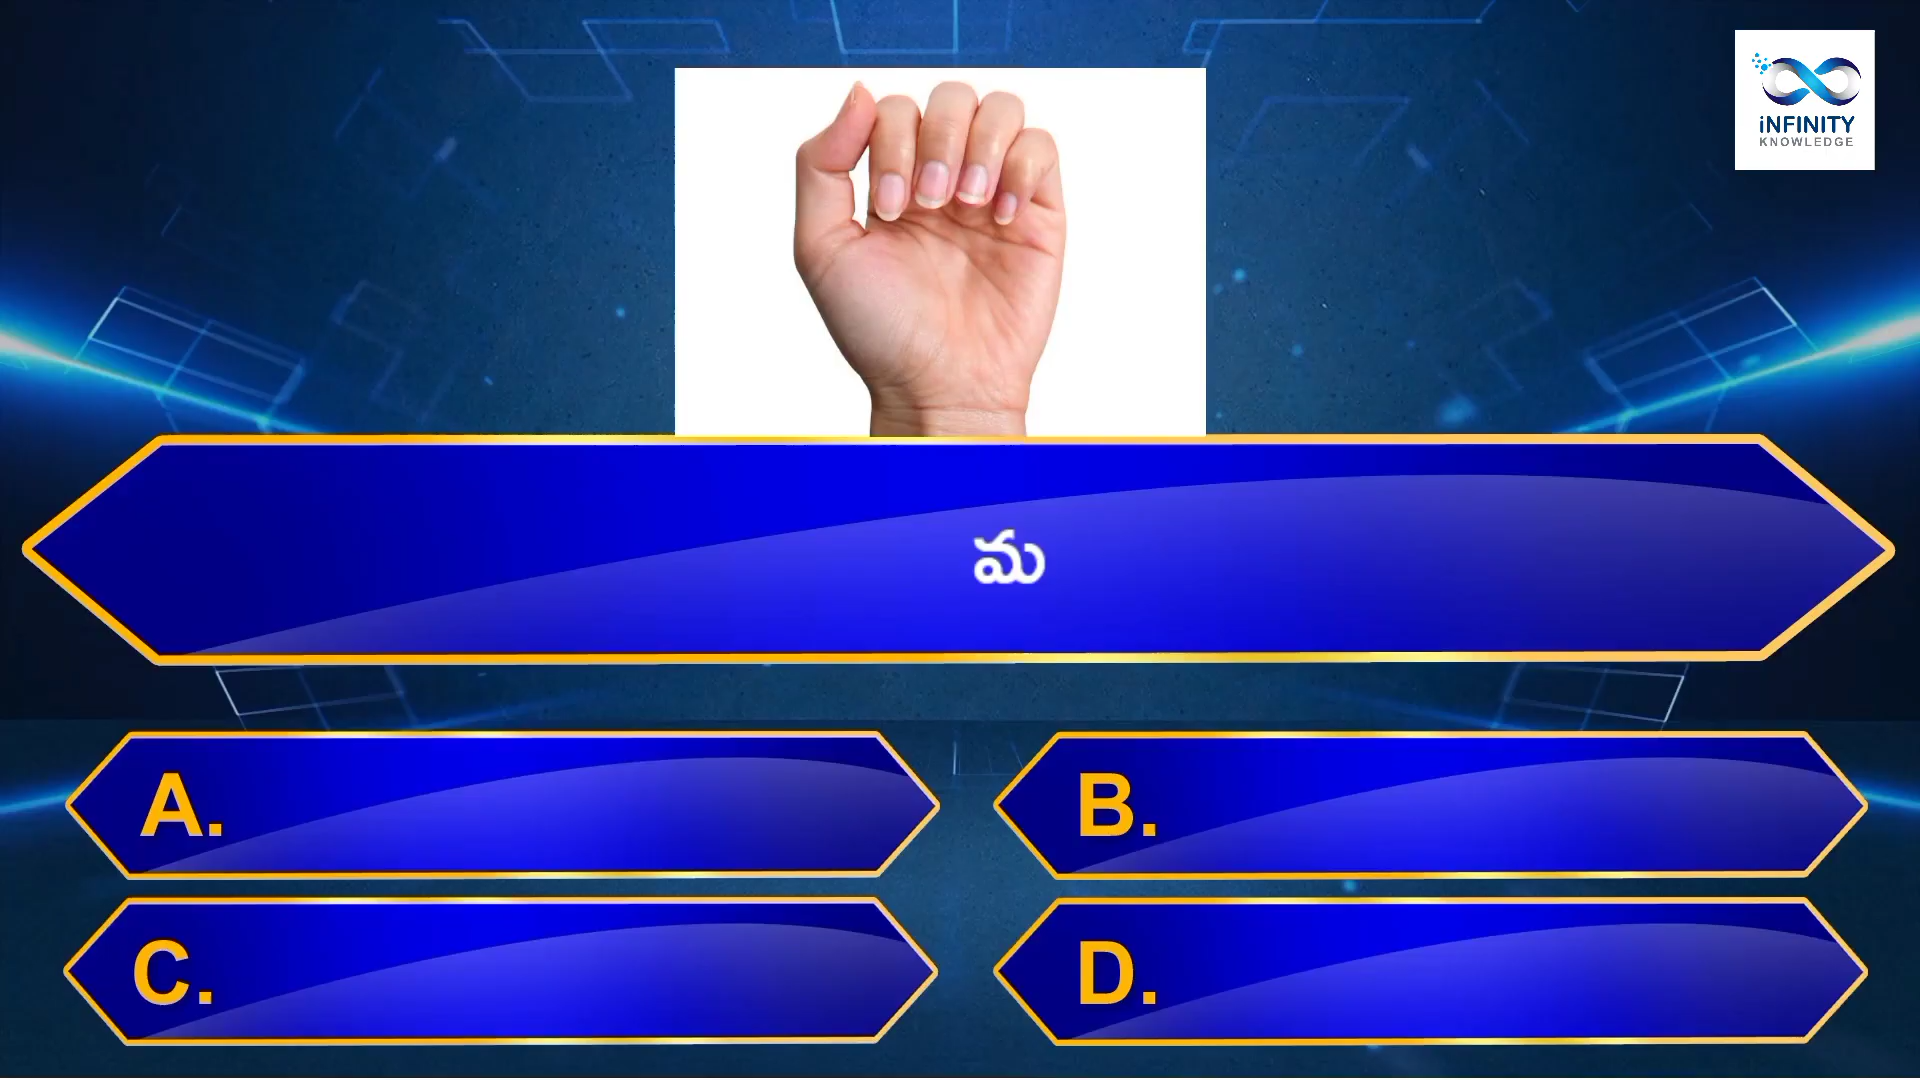 iNFINITY
KNOWLEDGE
మ
A.
B.
C.
D.